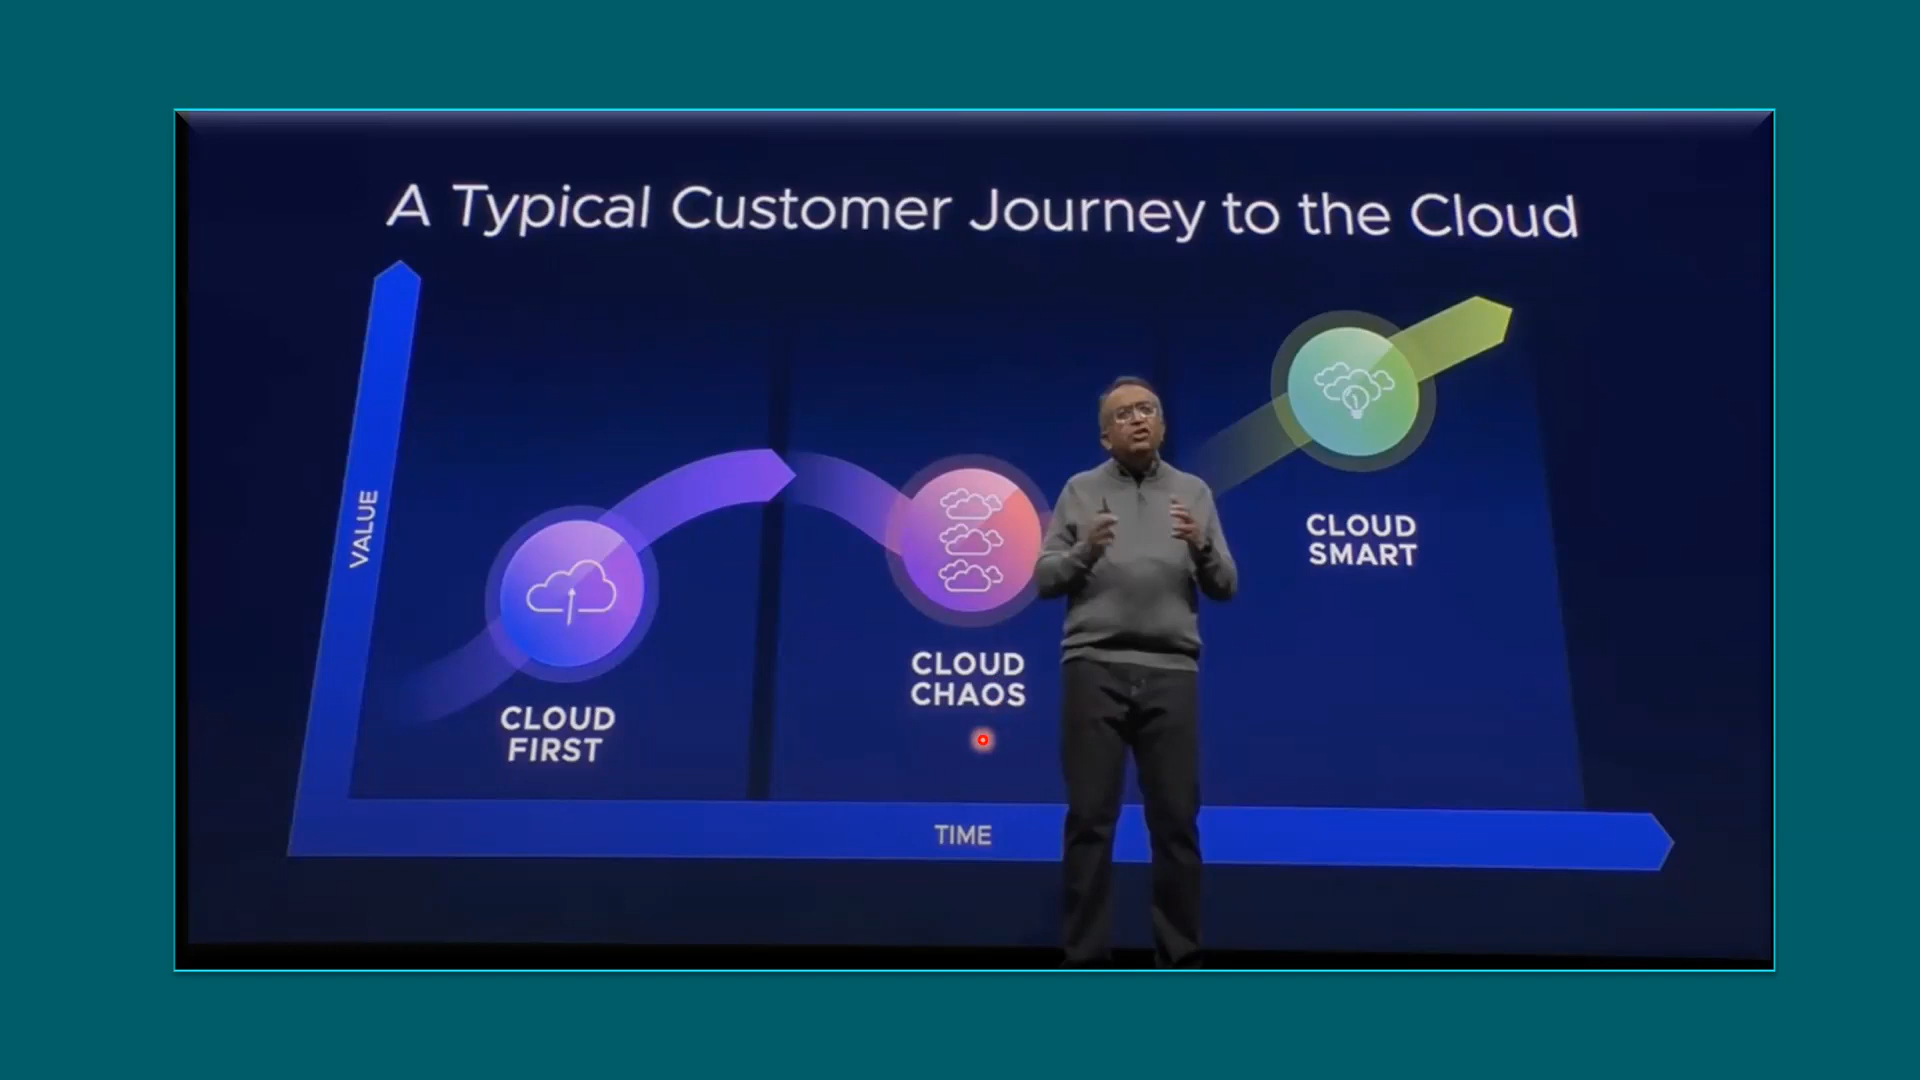 A Typical Customer Journey to the Cloud
VALUE
CLOUD
FIRST
CLOUD
CHAOS
CLOUD
SMART
TIME